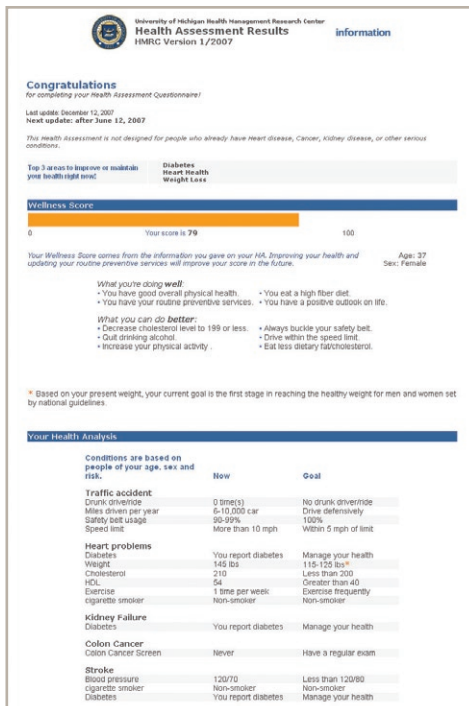 University of Michigan Health Management Research Center
Health Assessment Results
HMRC Version 1/2007
information
Congratulations
for completing your Health Assessment Questionnaire!
Last update: December 12, 2007
Next update: after June 12, 2007
This Health Assessment is not designed for people who already have Heart disease, Cancer, Kidney disease, or other serious
conditions.
Top 3 areas to improve or maintain
your health right now!
Diabetes
Heart Health
Weight Loss
Wellness Score
0 Your score is 79 100
Your Wellness Score comes from the information you gave on your HA. Improving your health and
updating your routine preventive services will improve your score in the future.
Age: 37
Sex: Female
What you're doing well:
• You have good overall physical health.
• You have your routine preventive services.
• You eat a high fiber diet.
• You have a positive outlook on life.
What you can do better:
• Decrease cholesterol level to 199 or less.
• Quit drinking alcohol.
• Increase your physical activity .
• Always buckle your safety belt.
• Drive within the speed limit.
• Eat less dietary fat/cholesterol.
* Based on your present weight, your current goal is the first stage in reaching the healthy weight for men and women set
by national guidelines.
Your Health Analysis
Conditions are based on
people of your age, sex and
risk. Now Goal
Traffic accident
Drunk drive/ride 0 time(s) No drunk driver/ride
Miles driven per year 6-10,000 car Drive defensively
Safety belt usage 90-99% 100%
Speed limit More than 10 mph Within 5 mph of limit
Heart problems
Diabetes You report diabetes Manage your health
Weight 145 lbs 115-125 lbs*
Cholesterol 210 Less than 200
HDL 54 Greater than 40
Exercise 1 time per week Exercise frequently
cigarette smoker Non-smoker Non-smoker
Kidney Failure
Diabetes You report diabetes Manage your health
Colon Cancer
Colon Cancer Screen Never Have a regular exam
Stroke
Blood pressure 120/70 Less than 120/80
cigarette smoker Non-smoker Non-smoker
Diabetes You report diabetes Manage your health